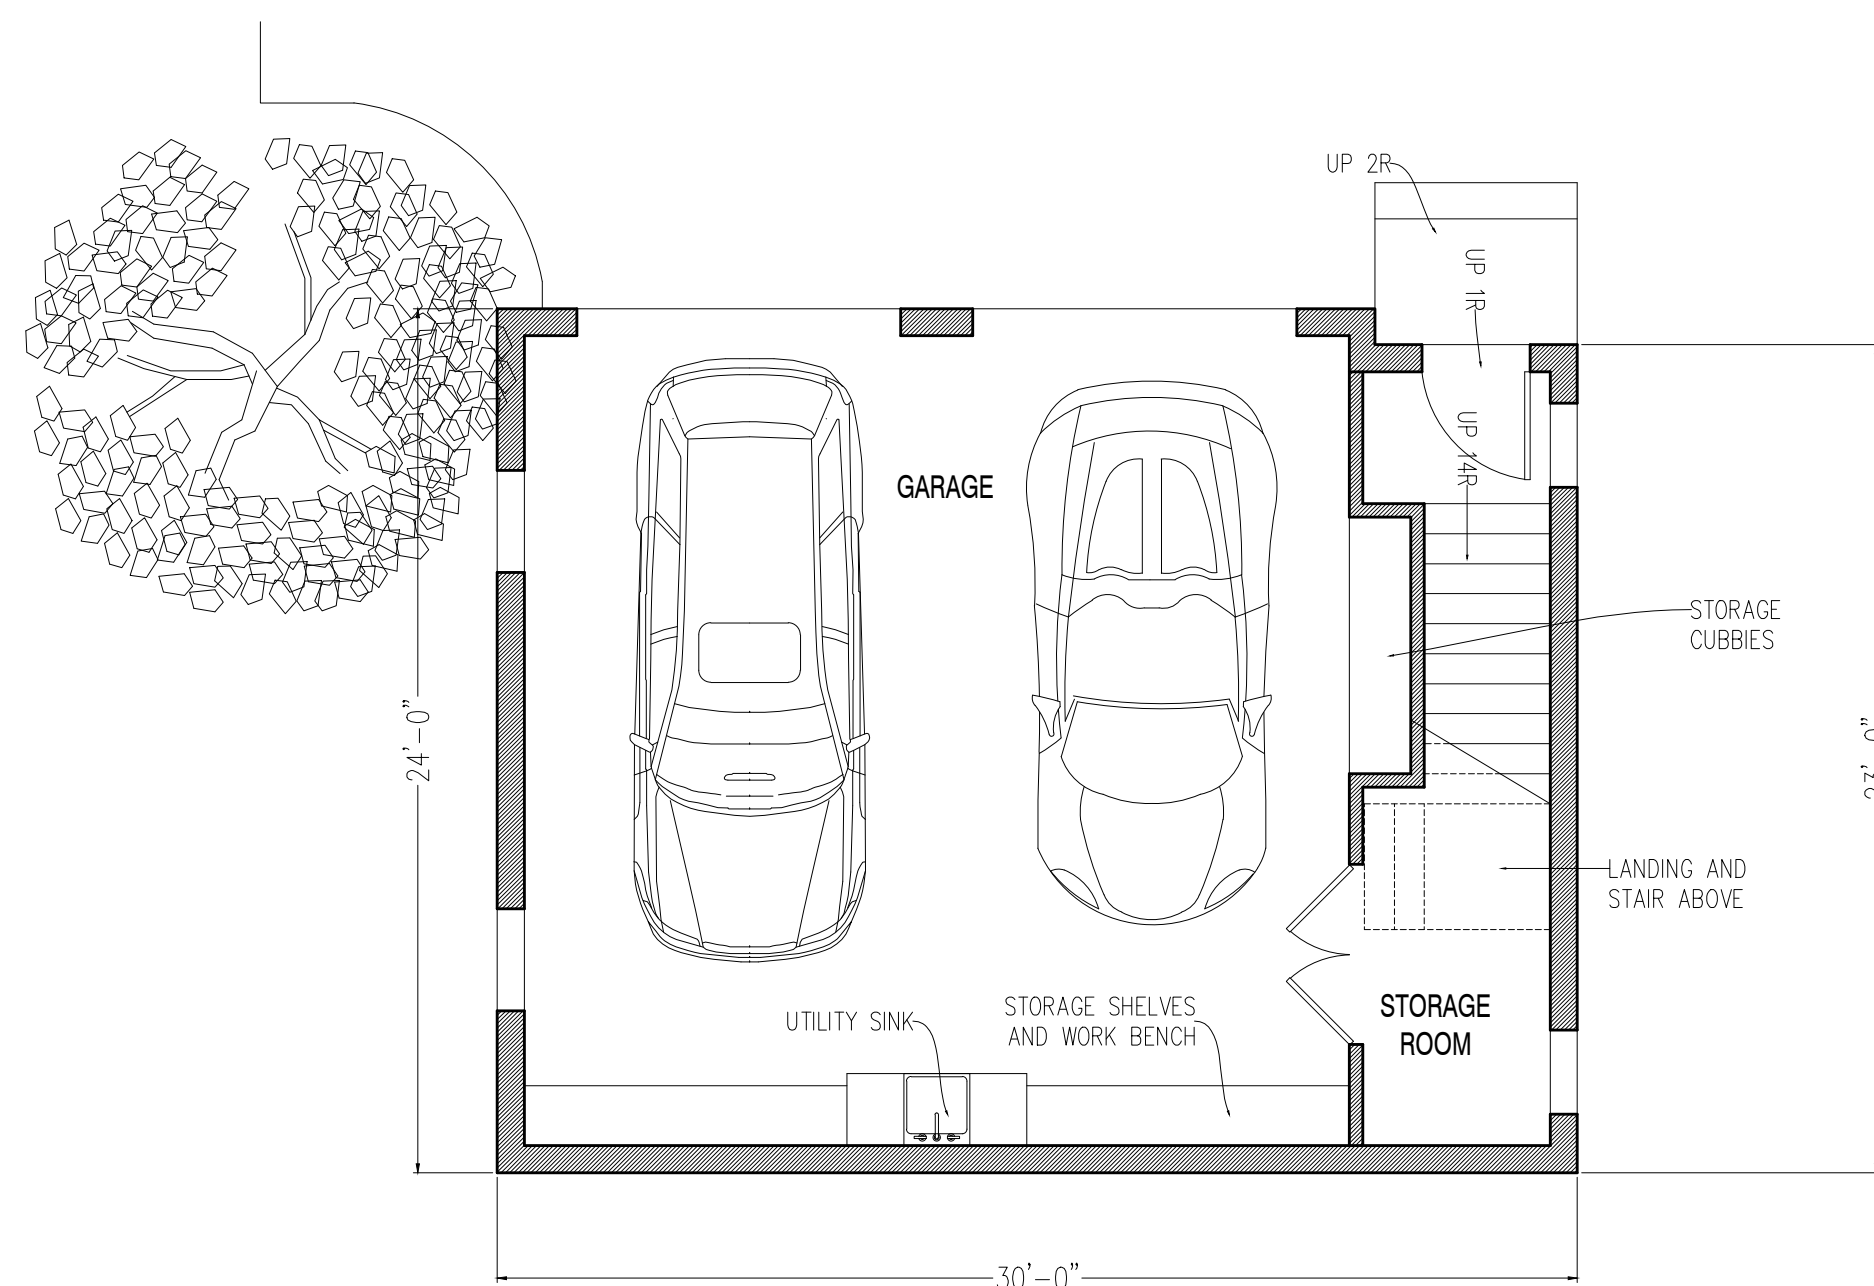 UP 2R
UP 1R
UP 14R
GARAGE
STORAGE
CUBBIES
24'-0"
LANDING AND
STAIR ABOVE
STORAGE SHELVES
AND WORK BENCH
UTILITY SINK
STORAGE
ROOM
30'-0"